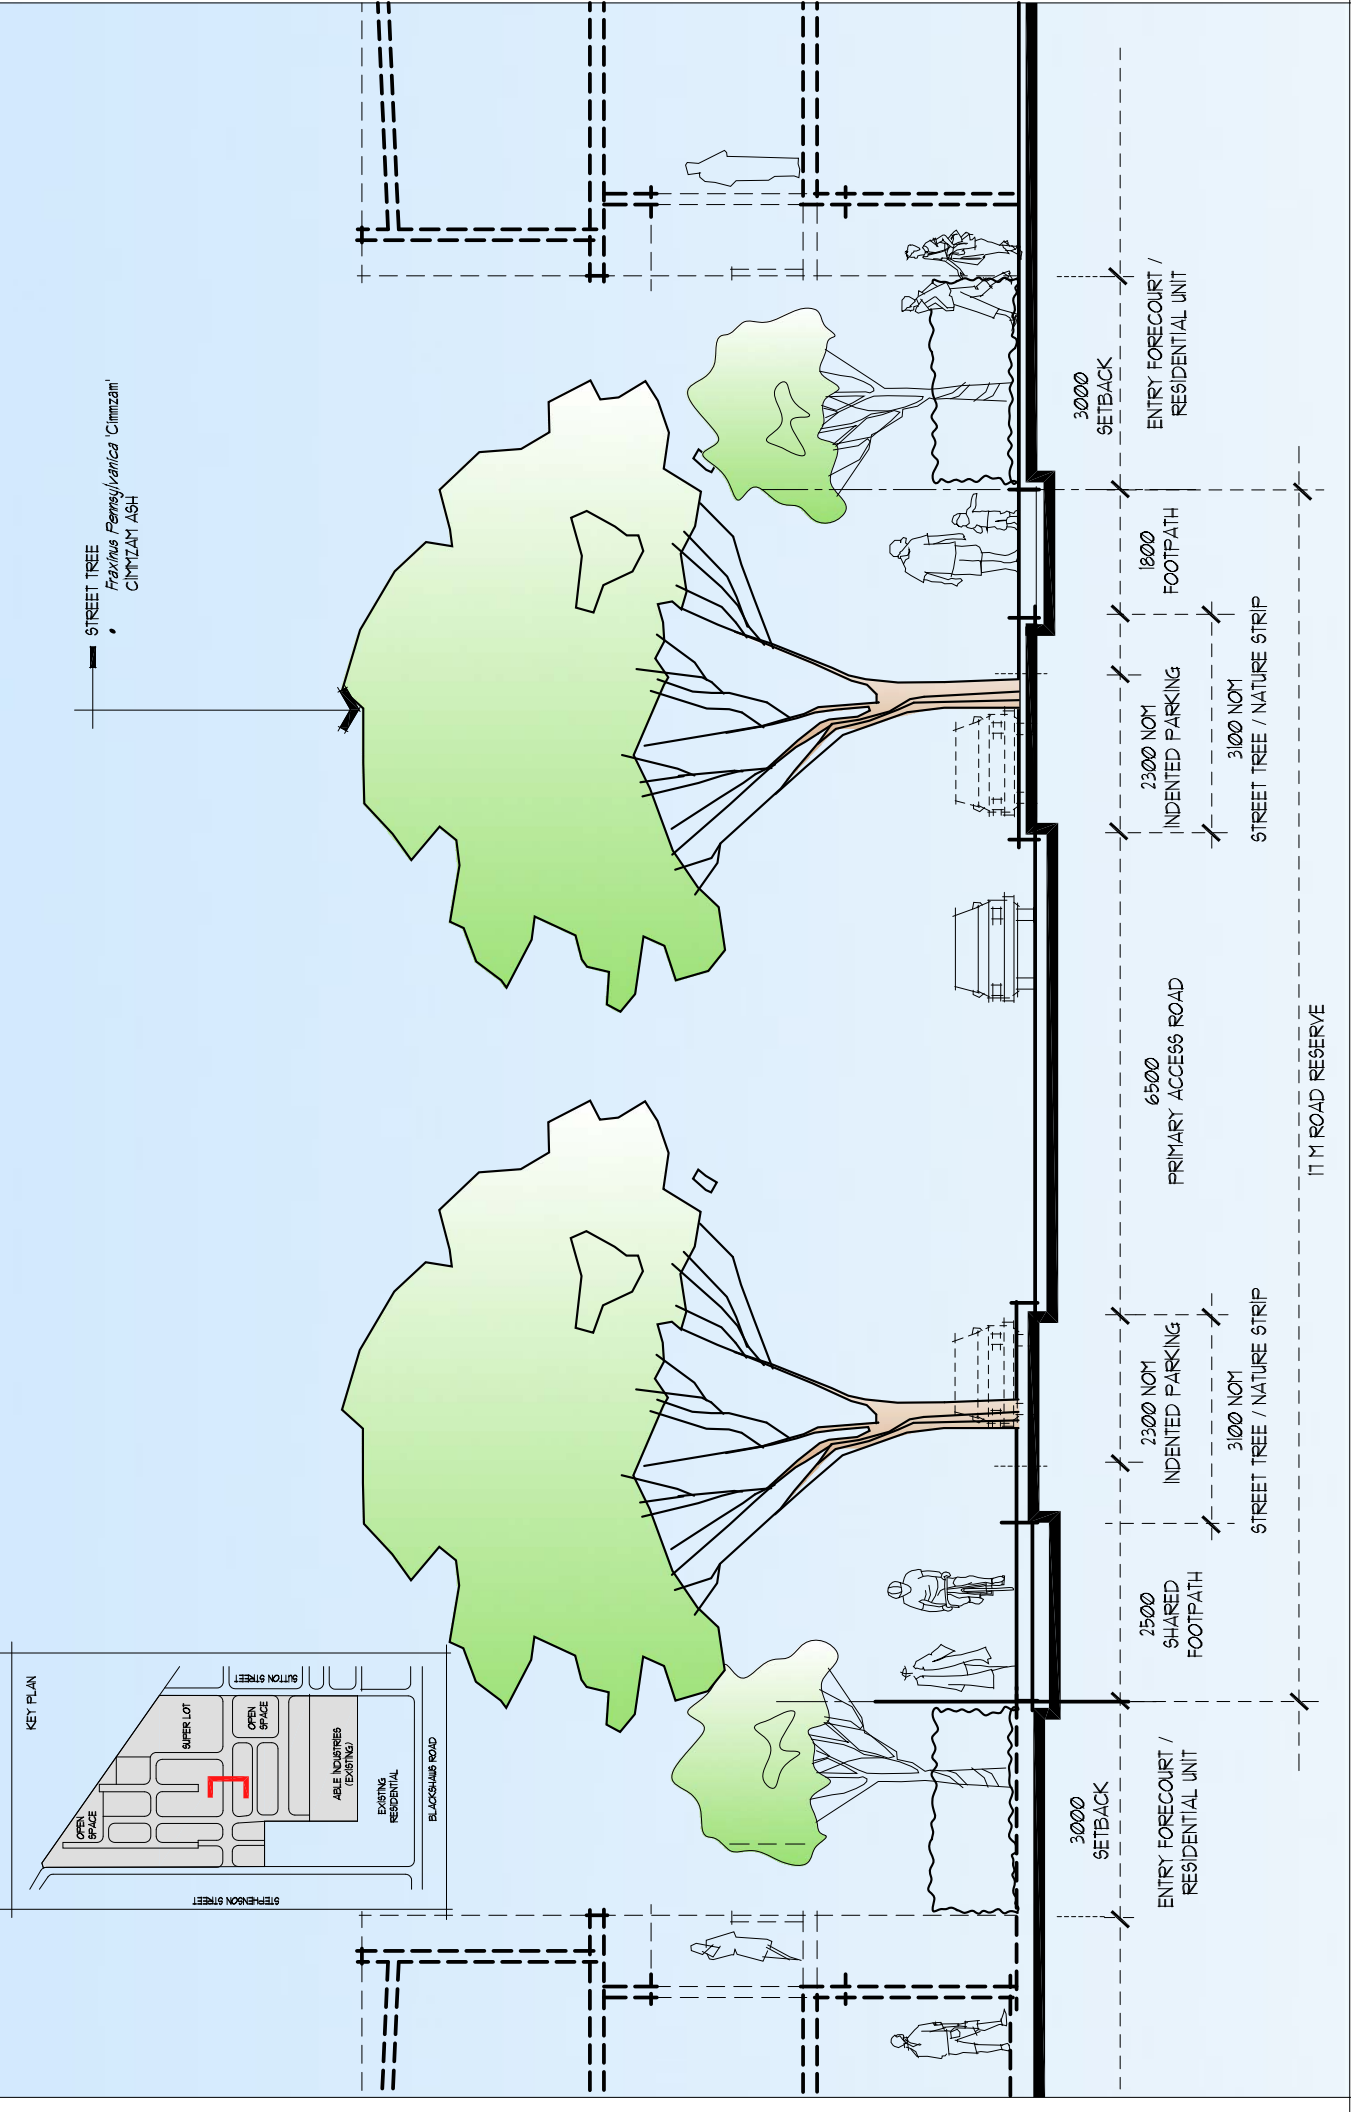 KEY PLAN
OPEN
SPACE
SUPER LOT
OPEN
SPACE
SUTTON STREET
STEPHENSON STREET
ABLE INDUSTRIES
(EXISTING)
EXISTING
RESIDENTIAL
BLACKSHAWS ROAD
STREET TREE
• Fraxinus Pennsylvanica 'Cimmzam'
CIMMZAM ASH
3000
SETBACK
ENTRY FORECOURT /
RESIDENTIAL UNIT
2500
SHARED
FOOTPATH
2300 NOM
INDENTED PARKING
3100 NOM
STREET TREE / NATURE STRIP
6500
PRIMARY ACCESS ROAD
2300 NOM
INDENTED PARKING
3100 NOM
STREET TREE / NATURE STRIP
1800
FOOTPATH
3000
SETBACK
ENTRY FORECOURT /
RESIDENTIAL UNIT
17 M ROAD RESERVE